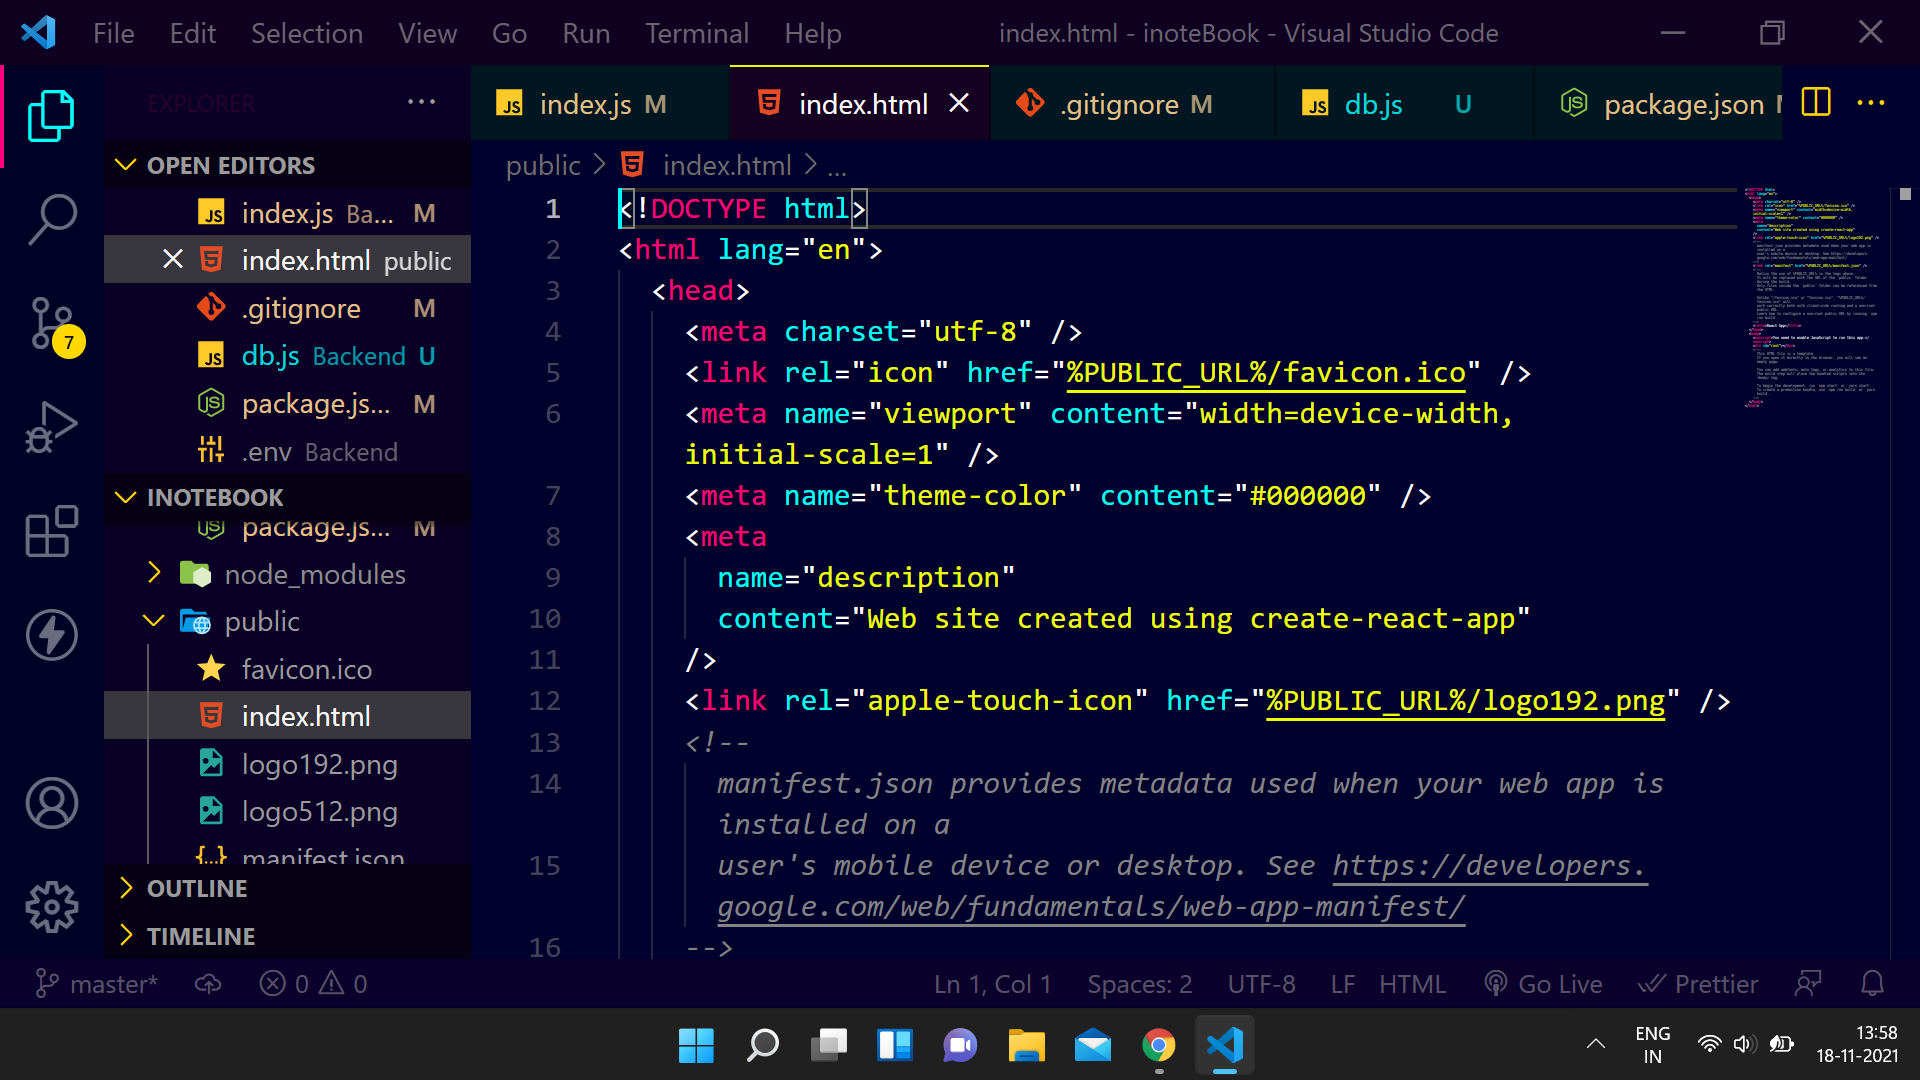 File Edit Selection View Go Run Terminal Help
index.html - inoteBook - Visual Studio Code
EXPLORER
index.js M
index.html
.gitignore M
db.js U
package.json
public > index.html > ...
OPEN EDITORS
index.js Ba... M
index.html public
.gitignore M
db.js Backend U
package.js... M
.env Backend
INOTEBOOK
package.js... M
node_modules
public
favicon.ico
index.html
logo192.png
logo512.png
manifest.json
OUTLINE
TIMELINE
7
1 <!DOCTYPE html>
2 <html lang="en">
3 <head>
4 <meta charset="utf-8" />
5 <link rel="icon" href="%PUBLIC_URL%/favicon.ico" />
6 <meta name="viewport" content="width=device-width,
initial-scale=1" />
7 <meta name="theme-color" content="#000000" />
8 <meta
9 name="description"
10 content="Web site created using create-react-app"
11 />
12 <link rel="apple-touch-icon" href="%PUBLIC_URL%/logo192.png" />
13 <!--
14 manifest.json provides metadata used when your web app is
installed on a
15 user's mobile device or desktop. See https://developers.
google.com/web/fundamentals/web-app-manifest/
16 -->
master* 0 0
Ln 1, Col 1 Spaces: 2 UTF-8 LF HTML Go Live Prettier
ENG
IN
13:58
18-11-2021